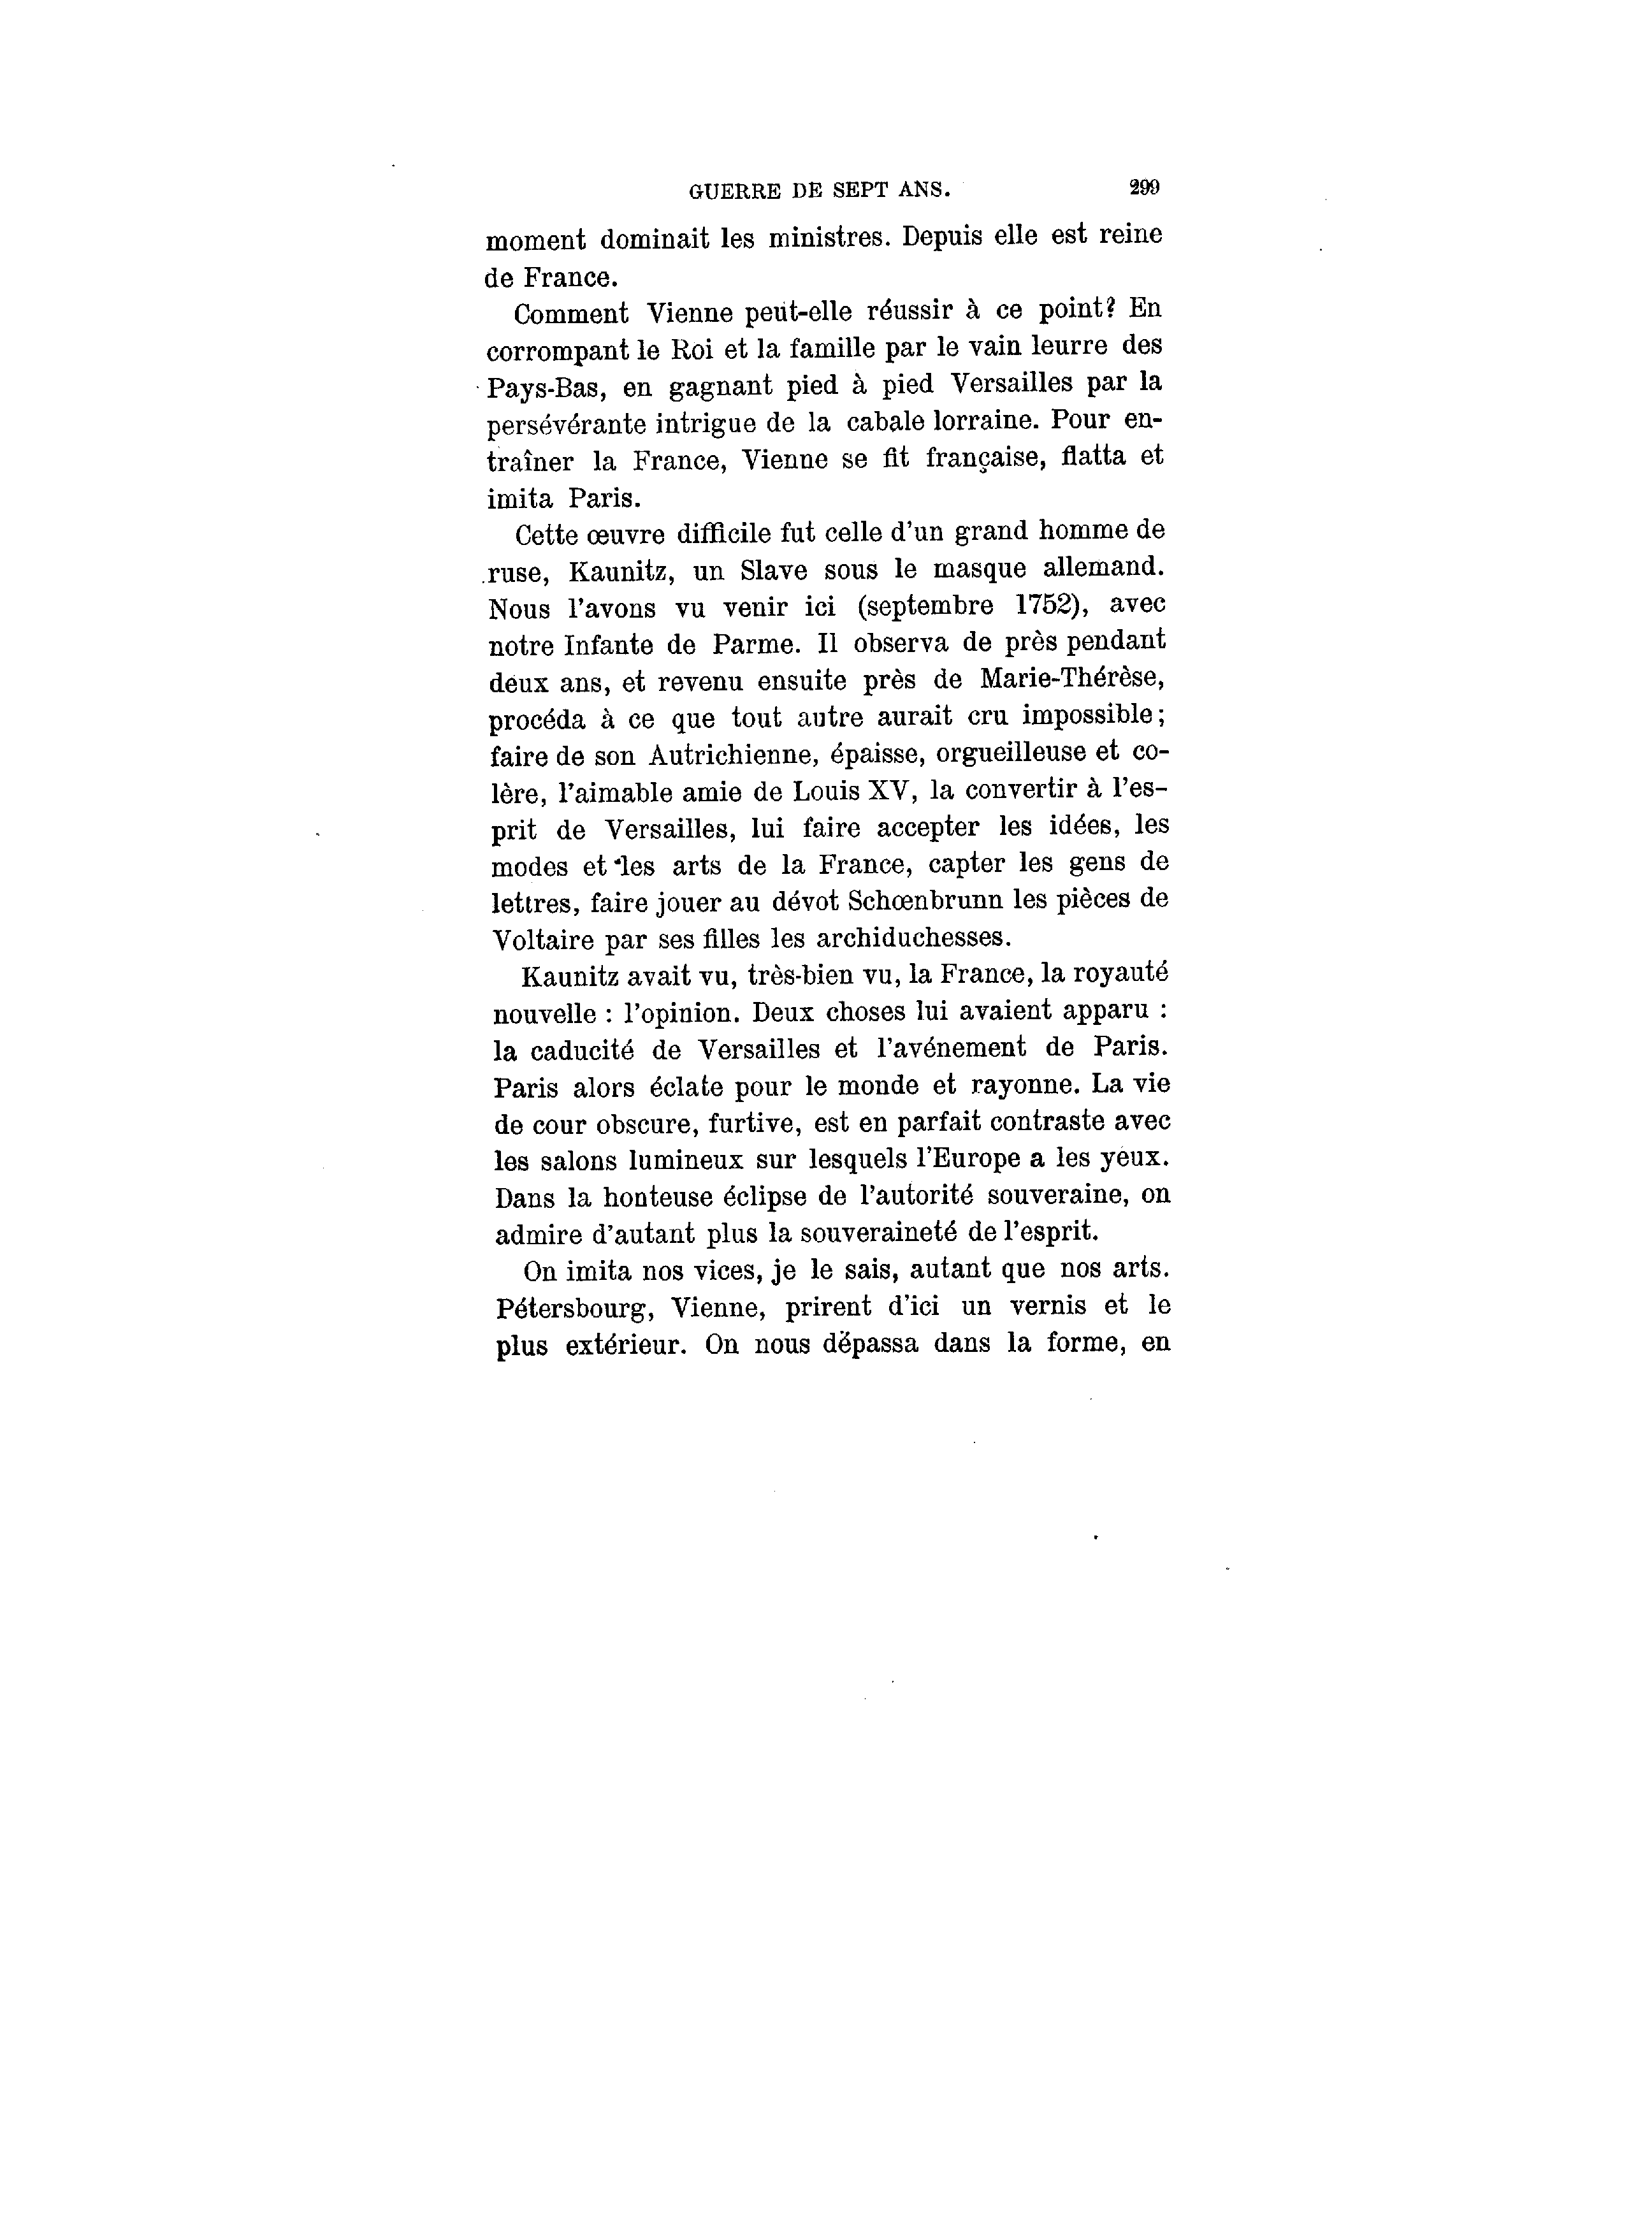 GUERRE DE SEPT ANS. 299
moment dominait les ministres. Depuis elle est reine
de France.
Comment Vienne peut-elle réussir à ce point? En
corrompant le Roi et la famille par le vain leurre des
Pays-Bas, en gagnant pied à pied Versailles par la
persévérante intrigue de la cabale lorraine. Pour en-
traîner la France, Vienne se fit française, flatta et
imita Paris.
Cette œuvre difficile fut celle d'un grand homme de
ruse, Kaunitz, un Slave sous le masque allemand.
Nous l'avons vu venir ici (septembre 1752), avec
notre Infante de Parme. Il observa de près pendant
deux ans, et revenu ensuite près de Marie-Thérèse,
procéda à ce que tout autre aurait cru impossible;
faire de son Autrichienne, épaisse, orgueilleuse et co-
lère, l'aimable amie de Louis XV, la convertir à l'es-
prit de Versailles, lui faire accepter les idées, les
modes et les arts de la France, capter les gens de
lettres, faire jouer au dévot Schœnbrunn les pièces de
Voltaire par ses filles les archiduchesses.
Kaunitz avait vu, très-bien vu, la France, la royauté
nouvelle : l'opinion. Deux choses lui avaient apparu :
la caducité de Versailles et l'avénement de Paris.
Paris alors éclate pour le monde et rayonne. La vie
de cour obscure, furtive, est en parfait contraste avec
les salons lumineux sur lesquels l'Europe a les yeux.
Dans la honteuse éclipse de l'autorité souveraine, on
admire d'autant plus la souveraineté de l'esprit.
On imita nos vices, je le sais, autant que nos arts.
Pétersbourg, Vienne, prirent d'ici un vernis et le
plus extérieur. On nous dépassa dans la forme, en